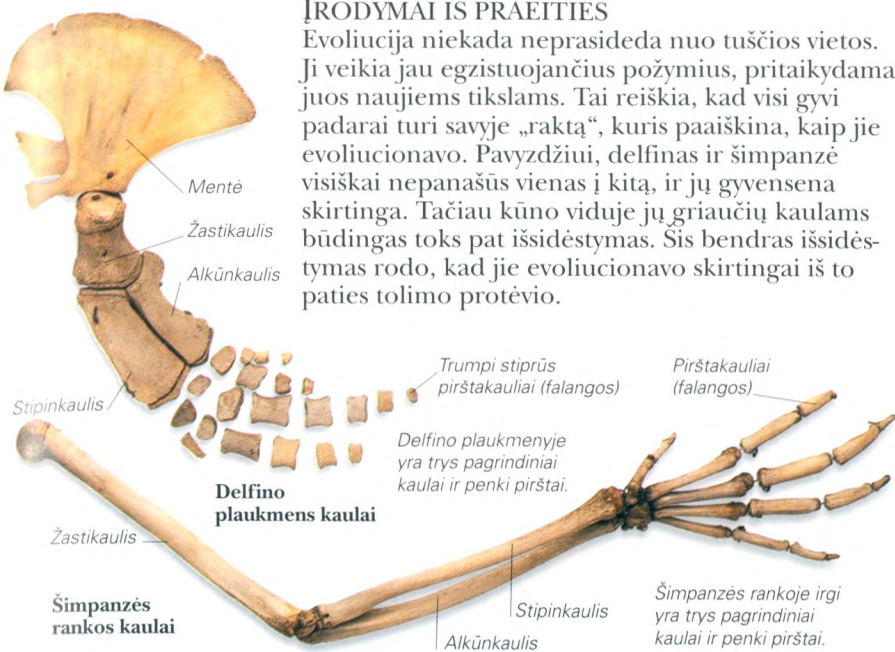 ĮRODYMAI IS PRAEITIES
Evoliucija niekada neprasideda nuo tuščios vietos.
Ji veikia jau egzistuojančius požymius, pritaikydama
juos naujiems tikslams. Tai reiškia, kad visi gyvi
padarai turi savyje „raktą“, kuris paaiškina, kaip jie
evoliucionavo. Pavyzdžiui, delfinas ir šimpanzė
visiškai nepanašūs vienas į kitą, ir jų gyvensena
skirtinga. Tačiau kūno viduje jų griaučių kaulams
būdingas toks pat išsidėstymas. Šis bendras išsidės-
tymas rodo, kad jie evoliucionavo skirtingai iš to
paties tolimo protėvio.
Mentė
Žastikaulis
Alkūnkaulis
Stipinkaulis
Trumpi stiprūs
pirštakauliai (falangos)
Pirštakauliai
(falangos)
Delfino plaukmenyje
yra trys pagrindiniai
kaulai ir penki pirštai.
Delfino
plaukmens kaulai
Žastikaulis
Šimpanzės
rankos kaulai
Stipinkaulis
Alkūnkaulis
Šimpanzės rankoje irgi
yra trys pagrindiniai
kaulai ir penki pirštai.